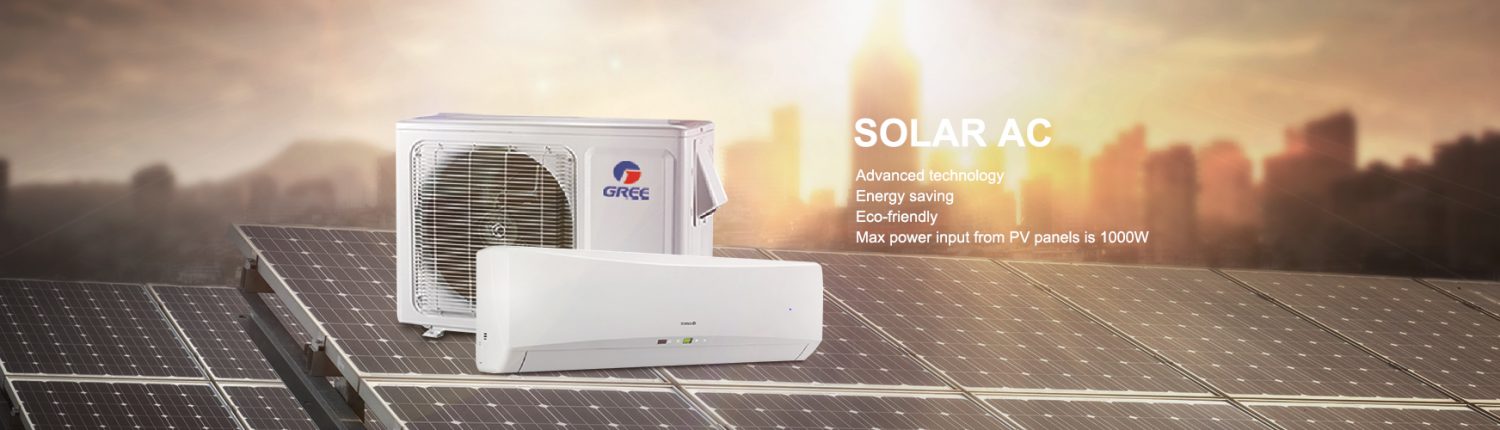 GREE
SOLAR AC
Advanced technology
Energy saving
Eco-friendly
Max power input from PV panels is 1000W